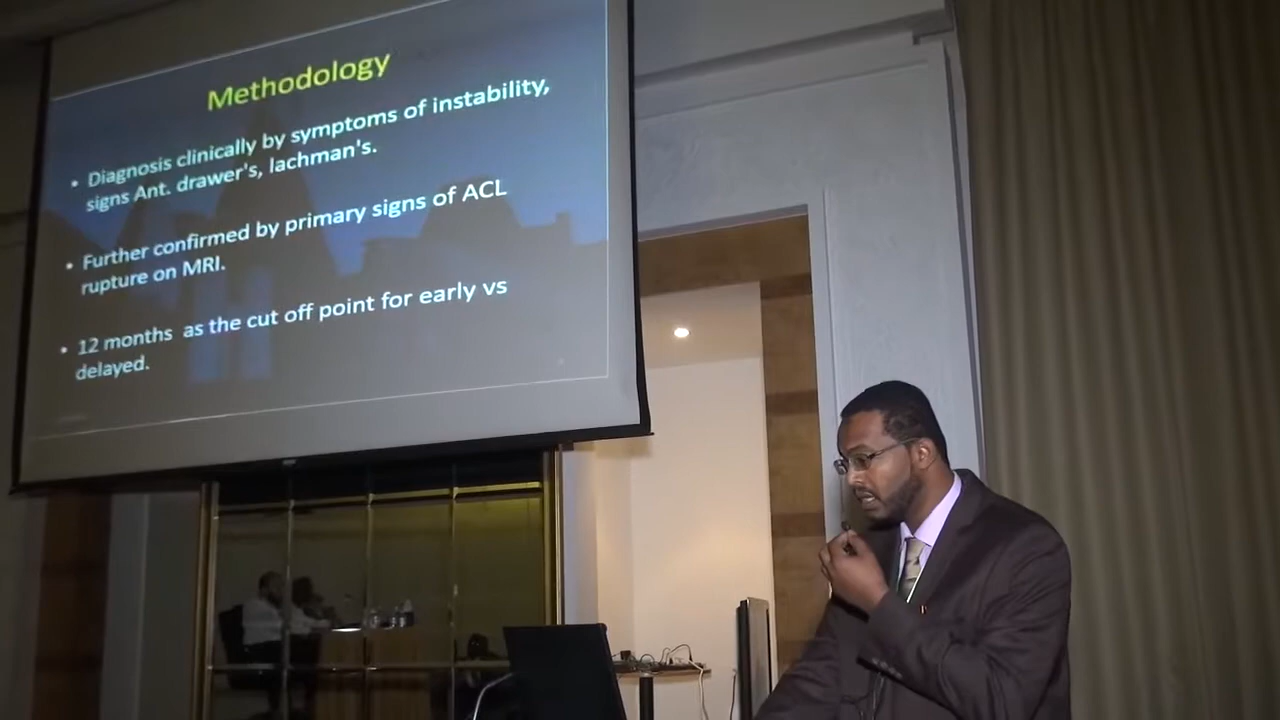 Methodology
• Diagnosis clinically by symptoms of instability,
signs Ant. drawer's, lachman's.
• Further confirmed by primary signs of ACL
rupture on MRI.
• 12 months as the cut off point for early vs
delayed.